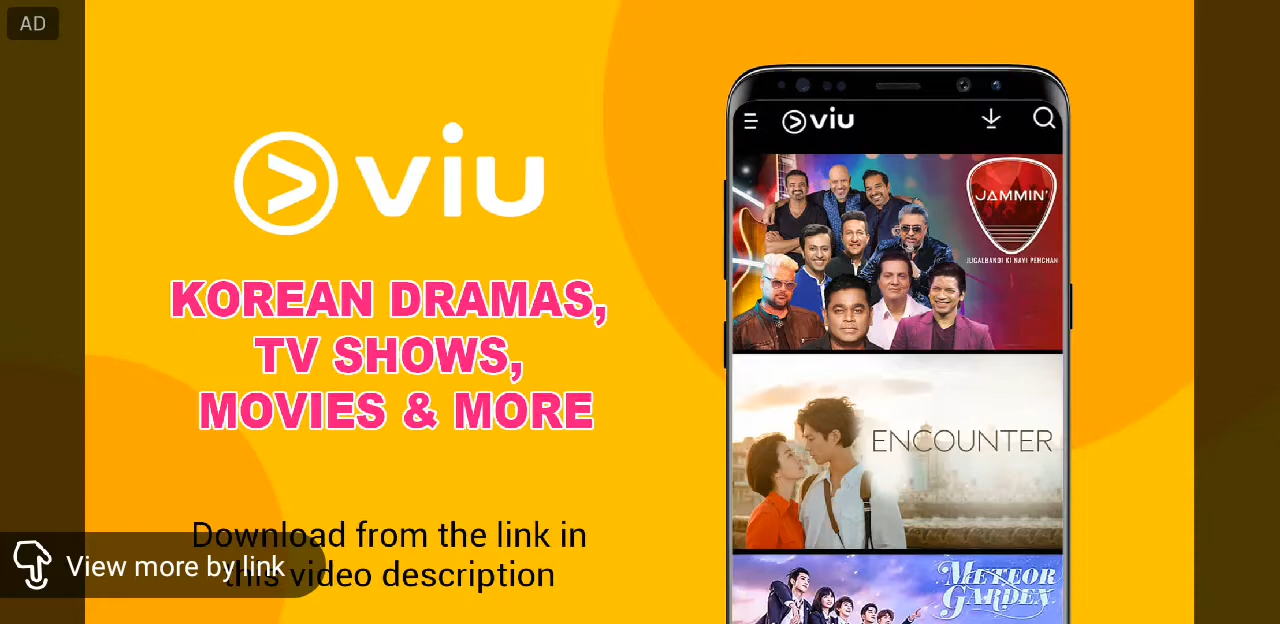 AD
viu
KOREAN DRAMAS,
TV SHOWS,
MOVIES & MORE
Download from the link in
this video description
View more by link
viu
JAMMIN'
JUGALBANDI KI NAYI PEHCHAN
ENCOUNTER
METEOR
GARDEN